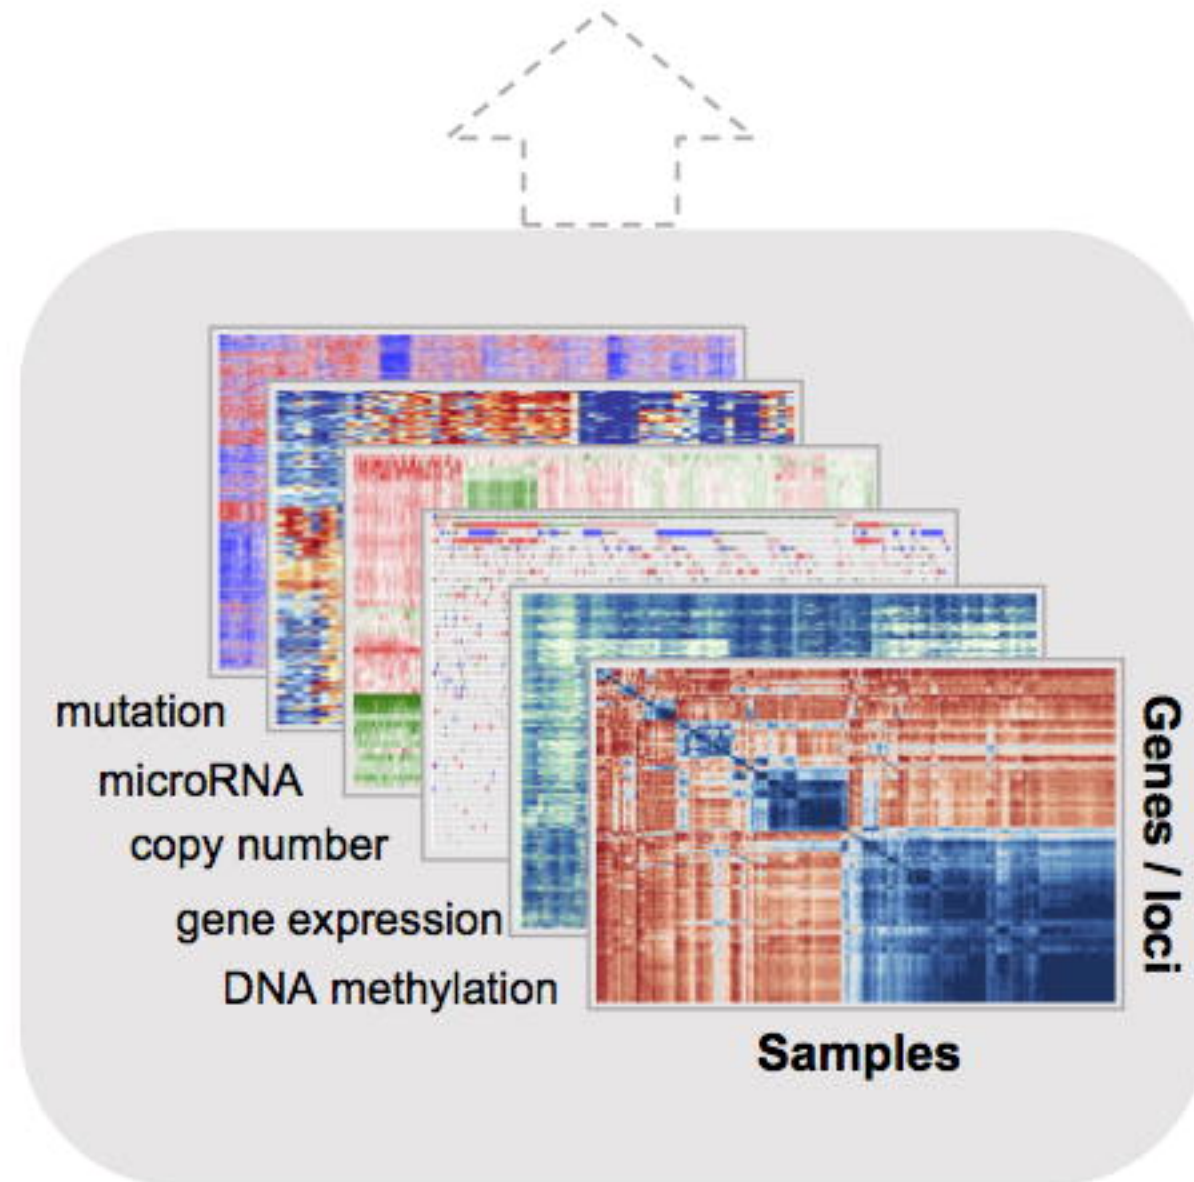 mutation
microRNA
copy number
gene expression
DNA methylation
Genes / loci
Samples